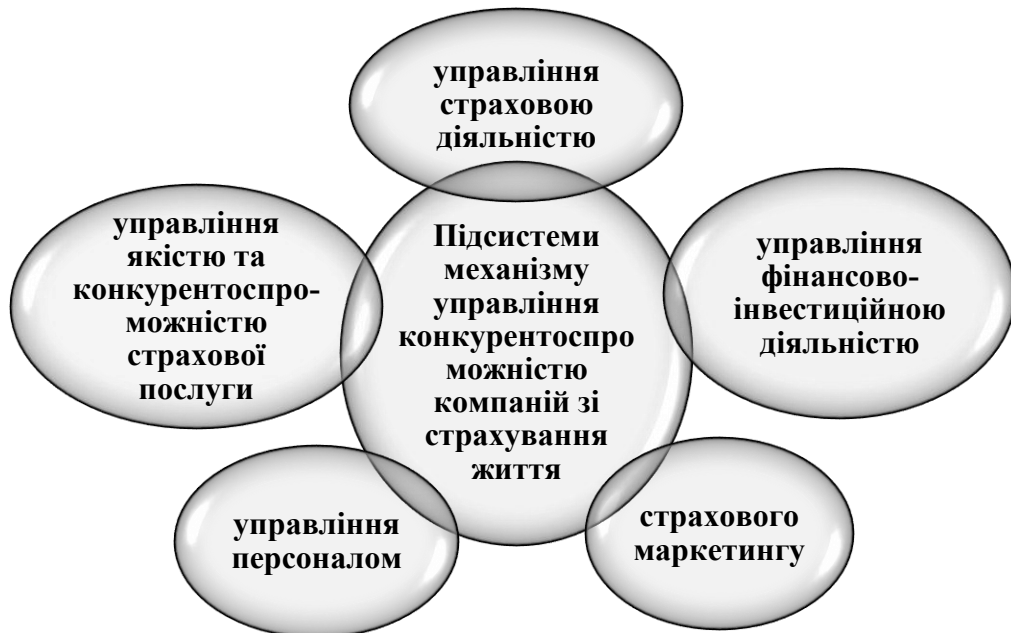 управління
страховою
діяльністю
управління
якістю та
конкурентоспро-
можністю
страхової
послуги
Підсистеми
механізму
управління
конкурентоспро
можністю
компаній зі
страхування
життя
управління
фінансово-
інвестиційною
діяльністю
управління
персоналом
страхового
маркетингу